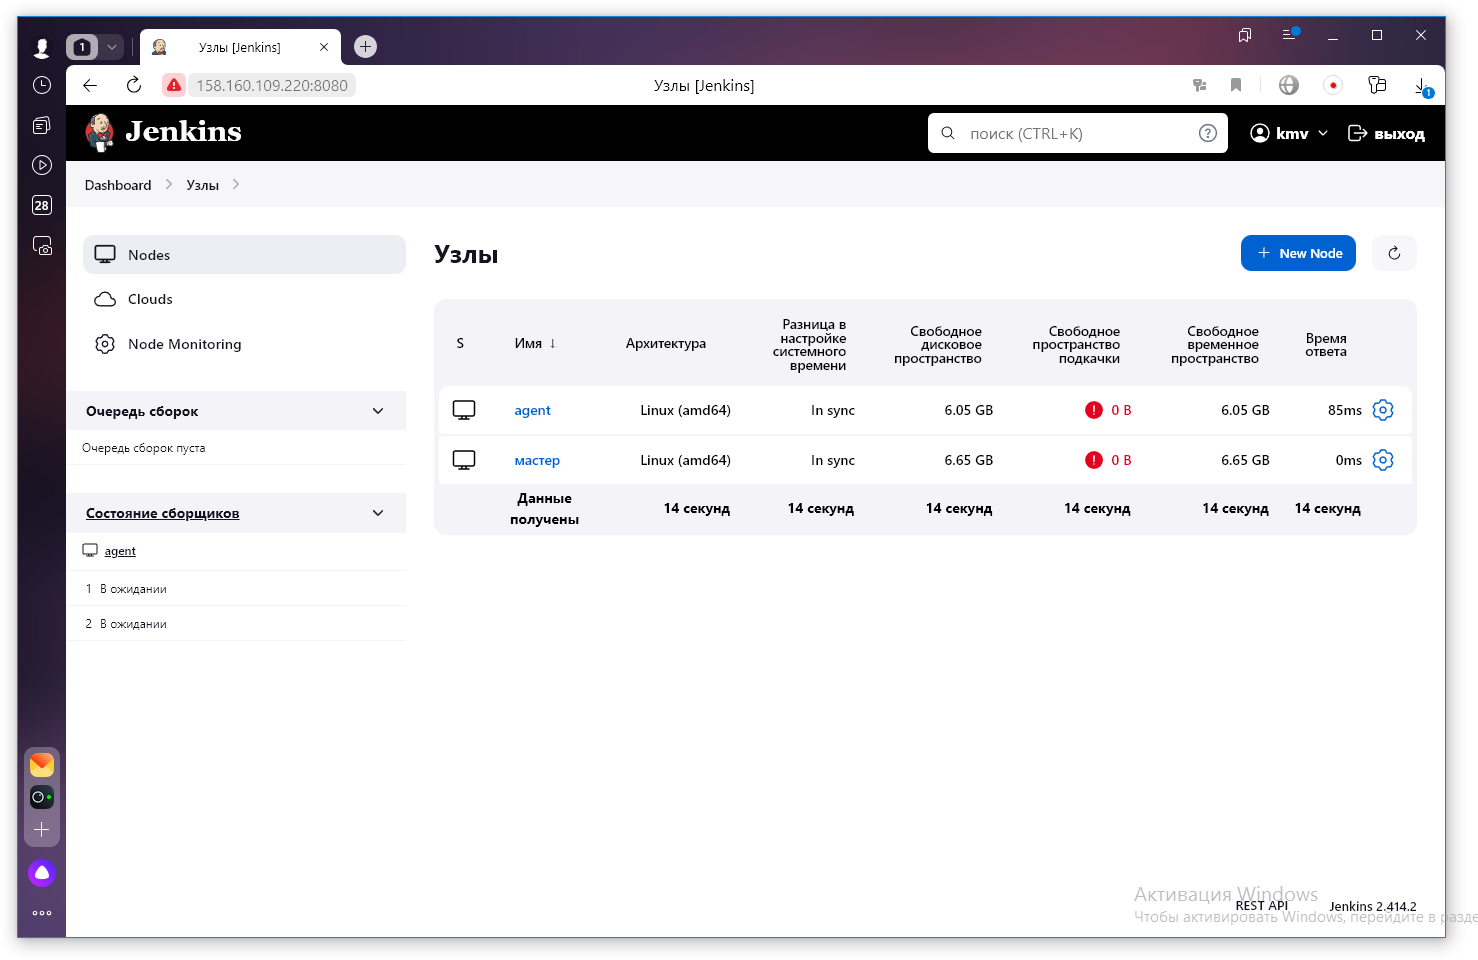 1
Узлы [Jenkins]
158.160.109.220:8080
Узлы [Jenkins]
1
28
Jenkins
поиск (CTRL+K)
kmv
выход
Dashboard
Узлы
Nodes
Clouds
Node Monitoring
Очередь сборок
Очередь сборок пуста
Состояние сборщиков
agent
1 В ожидании
2 В ожидании
Узлы
New Node
S
Имя ↓
Архитектура
Разница в
настройке
системного
времени
Свободное
дисковое
пространство
Свободное
пространство
подкачки
Свободное
временное
пространство
Время
ответа
agent Linux (amd64) In sync 6.05 GB 0 B 6.05 GB 85ms
мастер Linux (amd64) In sync 6.65 GB 0 B 6.65 GB 0ms
Данные
получены
14 секунд 14 секунд 14 секунд 14 секунд 14 секунд 14 секунд
Активация Windows
REST API
Jenkins 2.414.2
Чтобы активировать Windows, перейдите в разде